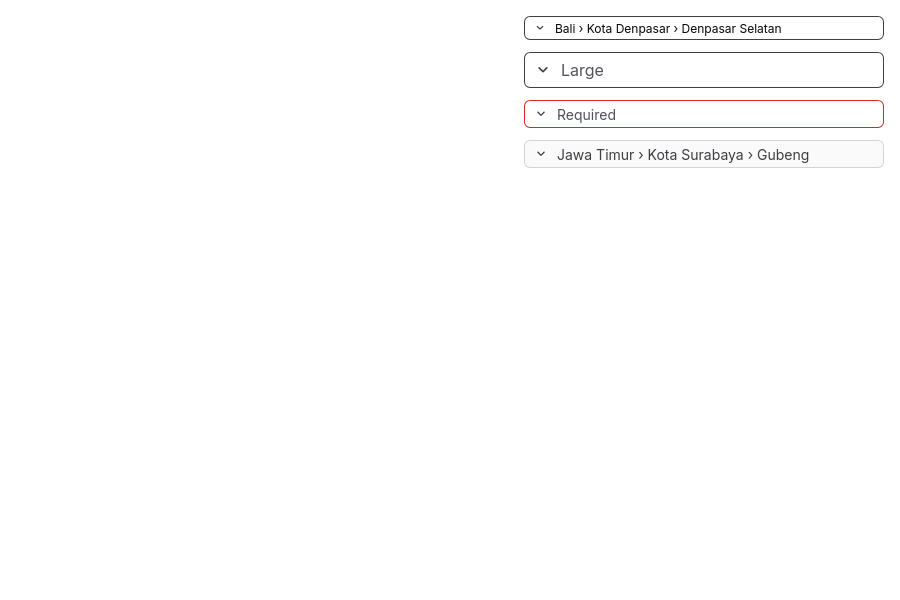 Bali › Kota Denpasar › Denpasar Selatan
Large
Required
Jawa Timur › Kota Surabaya › Gubeng